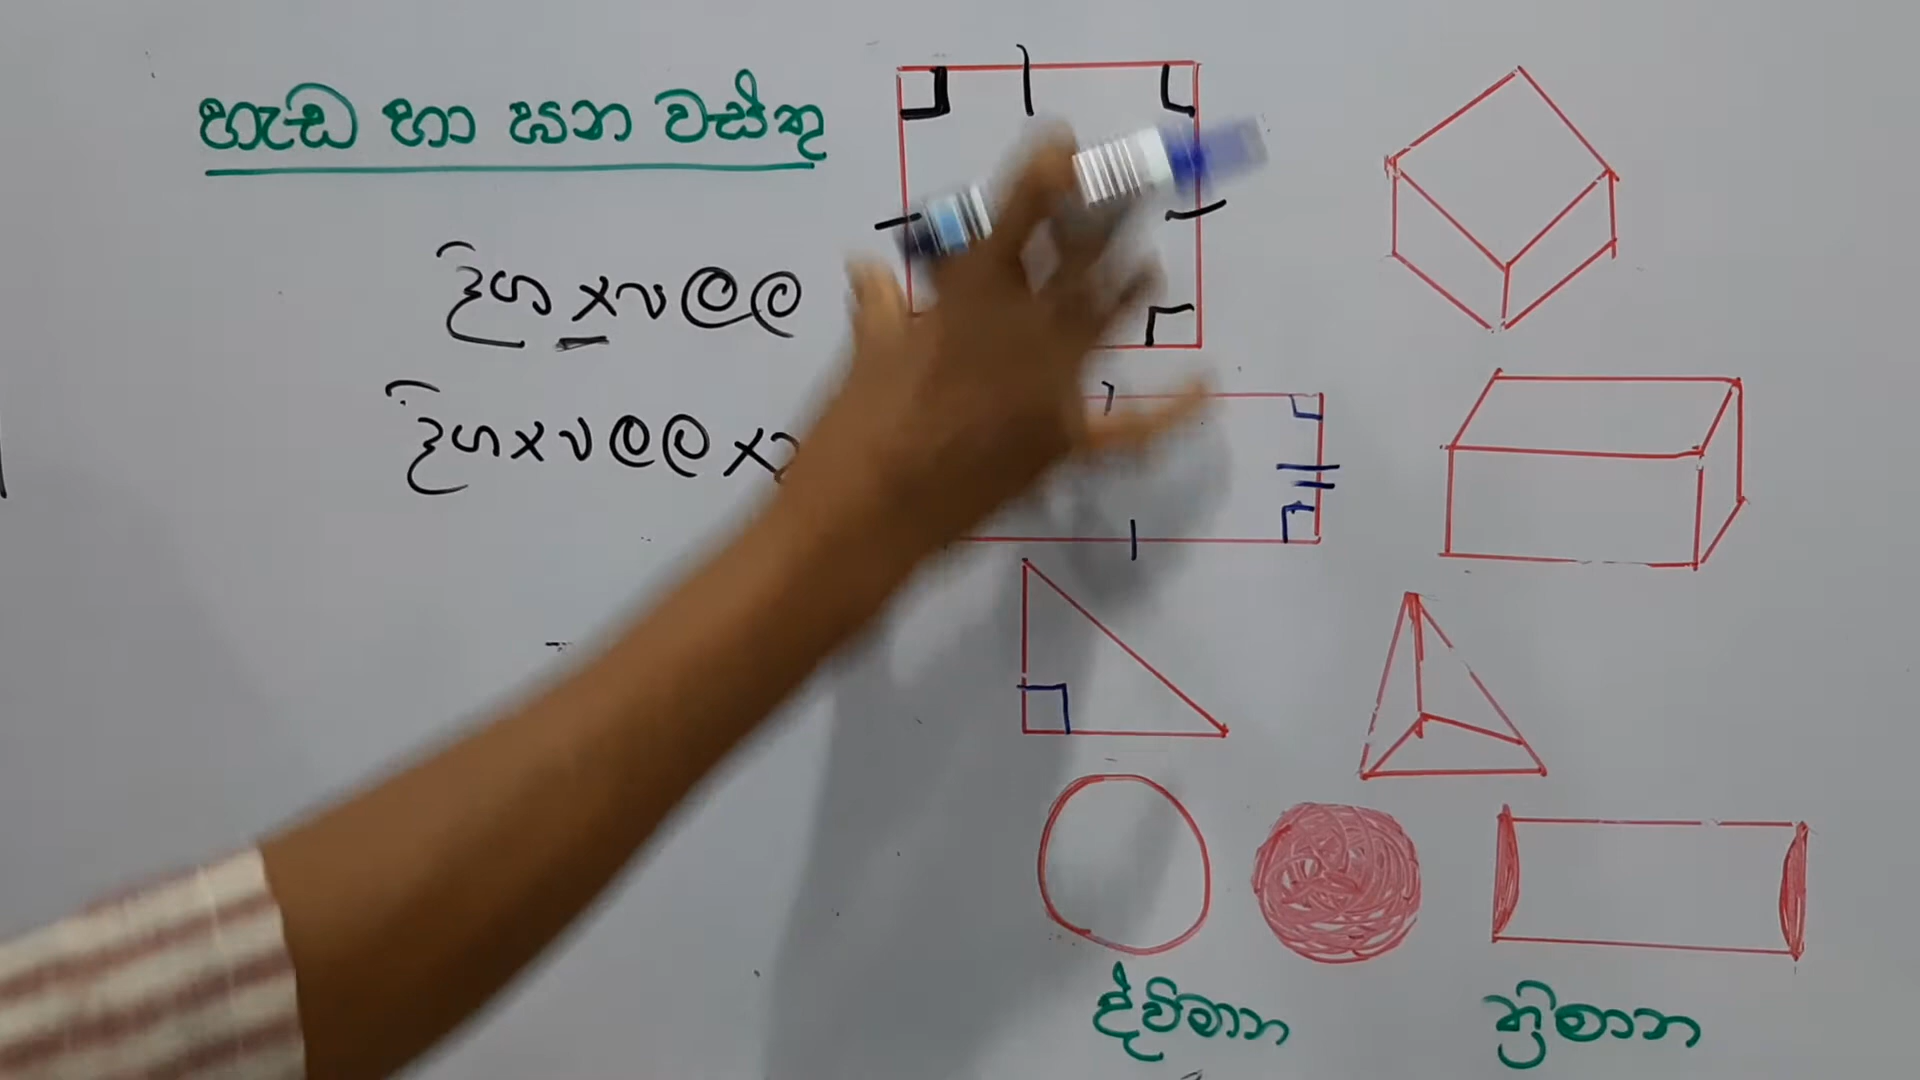 හැඩ හා ඝන වස්තු
දිග × පළල
දිග × පළල ×
ද්විමාන
ත්‍රිමාන